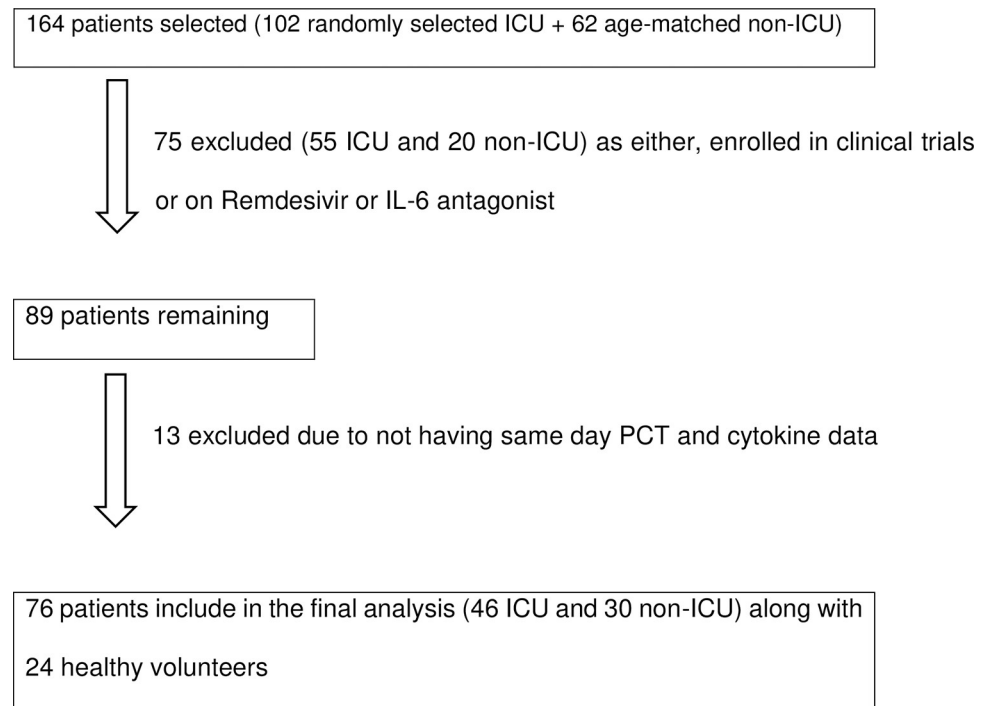 164 patients selected (102 randomly selected ICU + 62 age-matched non-ICU)
75 excluded (55 ICU and 20 non-ICU) as either, enrolled in clinical trials
or on Remdesivir or IL-6 antagonist
89 patients remaining
13 excluded due to not having same day PCT and cytokine data
76 patients include in the final analysis (46 ICU and 30 non-ICU) along with
24 healthy volunteers